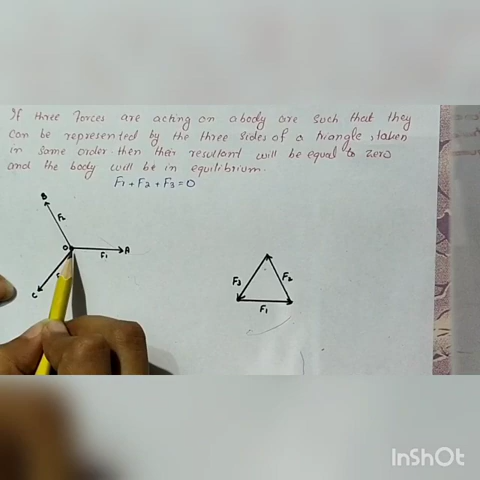 If three forces are acting on a body are such that they
can be represented by the three sides of a triangle, taken
in same order then their resultant will be equal to zero
and the body will be in equilibrium.
F1 + F2 + F3 = 0
B
F2
O
A
F1
C
F3
F2
F1
InShOt